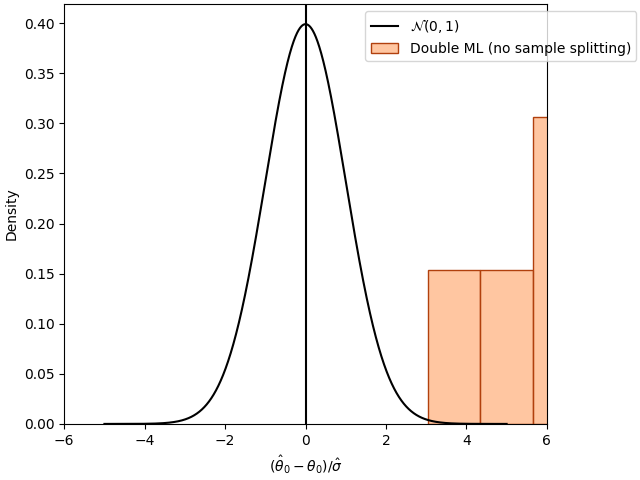 0.40
0.35
0.30
0.25
0.20
0.15
0.10
0.05
0.00
Density
−6 −4 −2 0 2 4 6
(θ̂₀ − θ₀)/σ̂
𝒩(0, 1)
Double ML (no sample splitting)